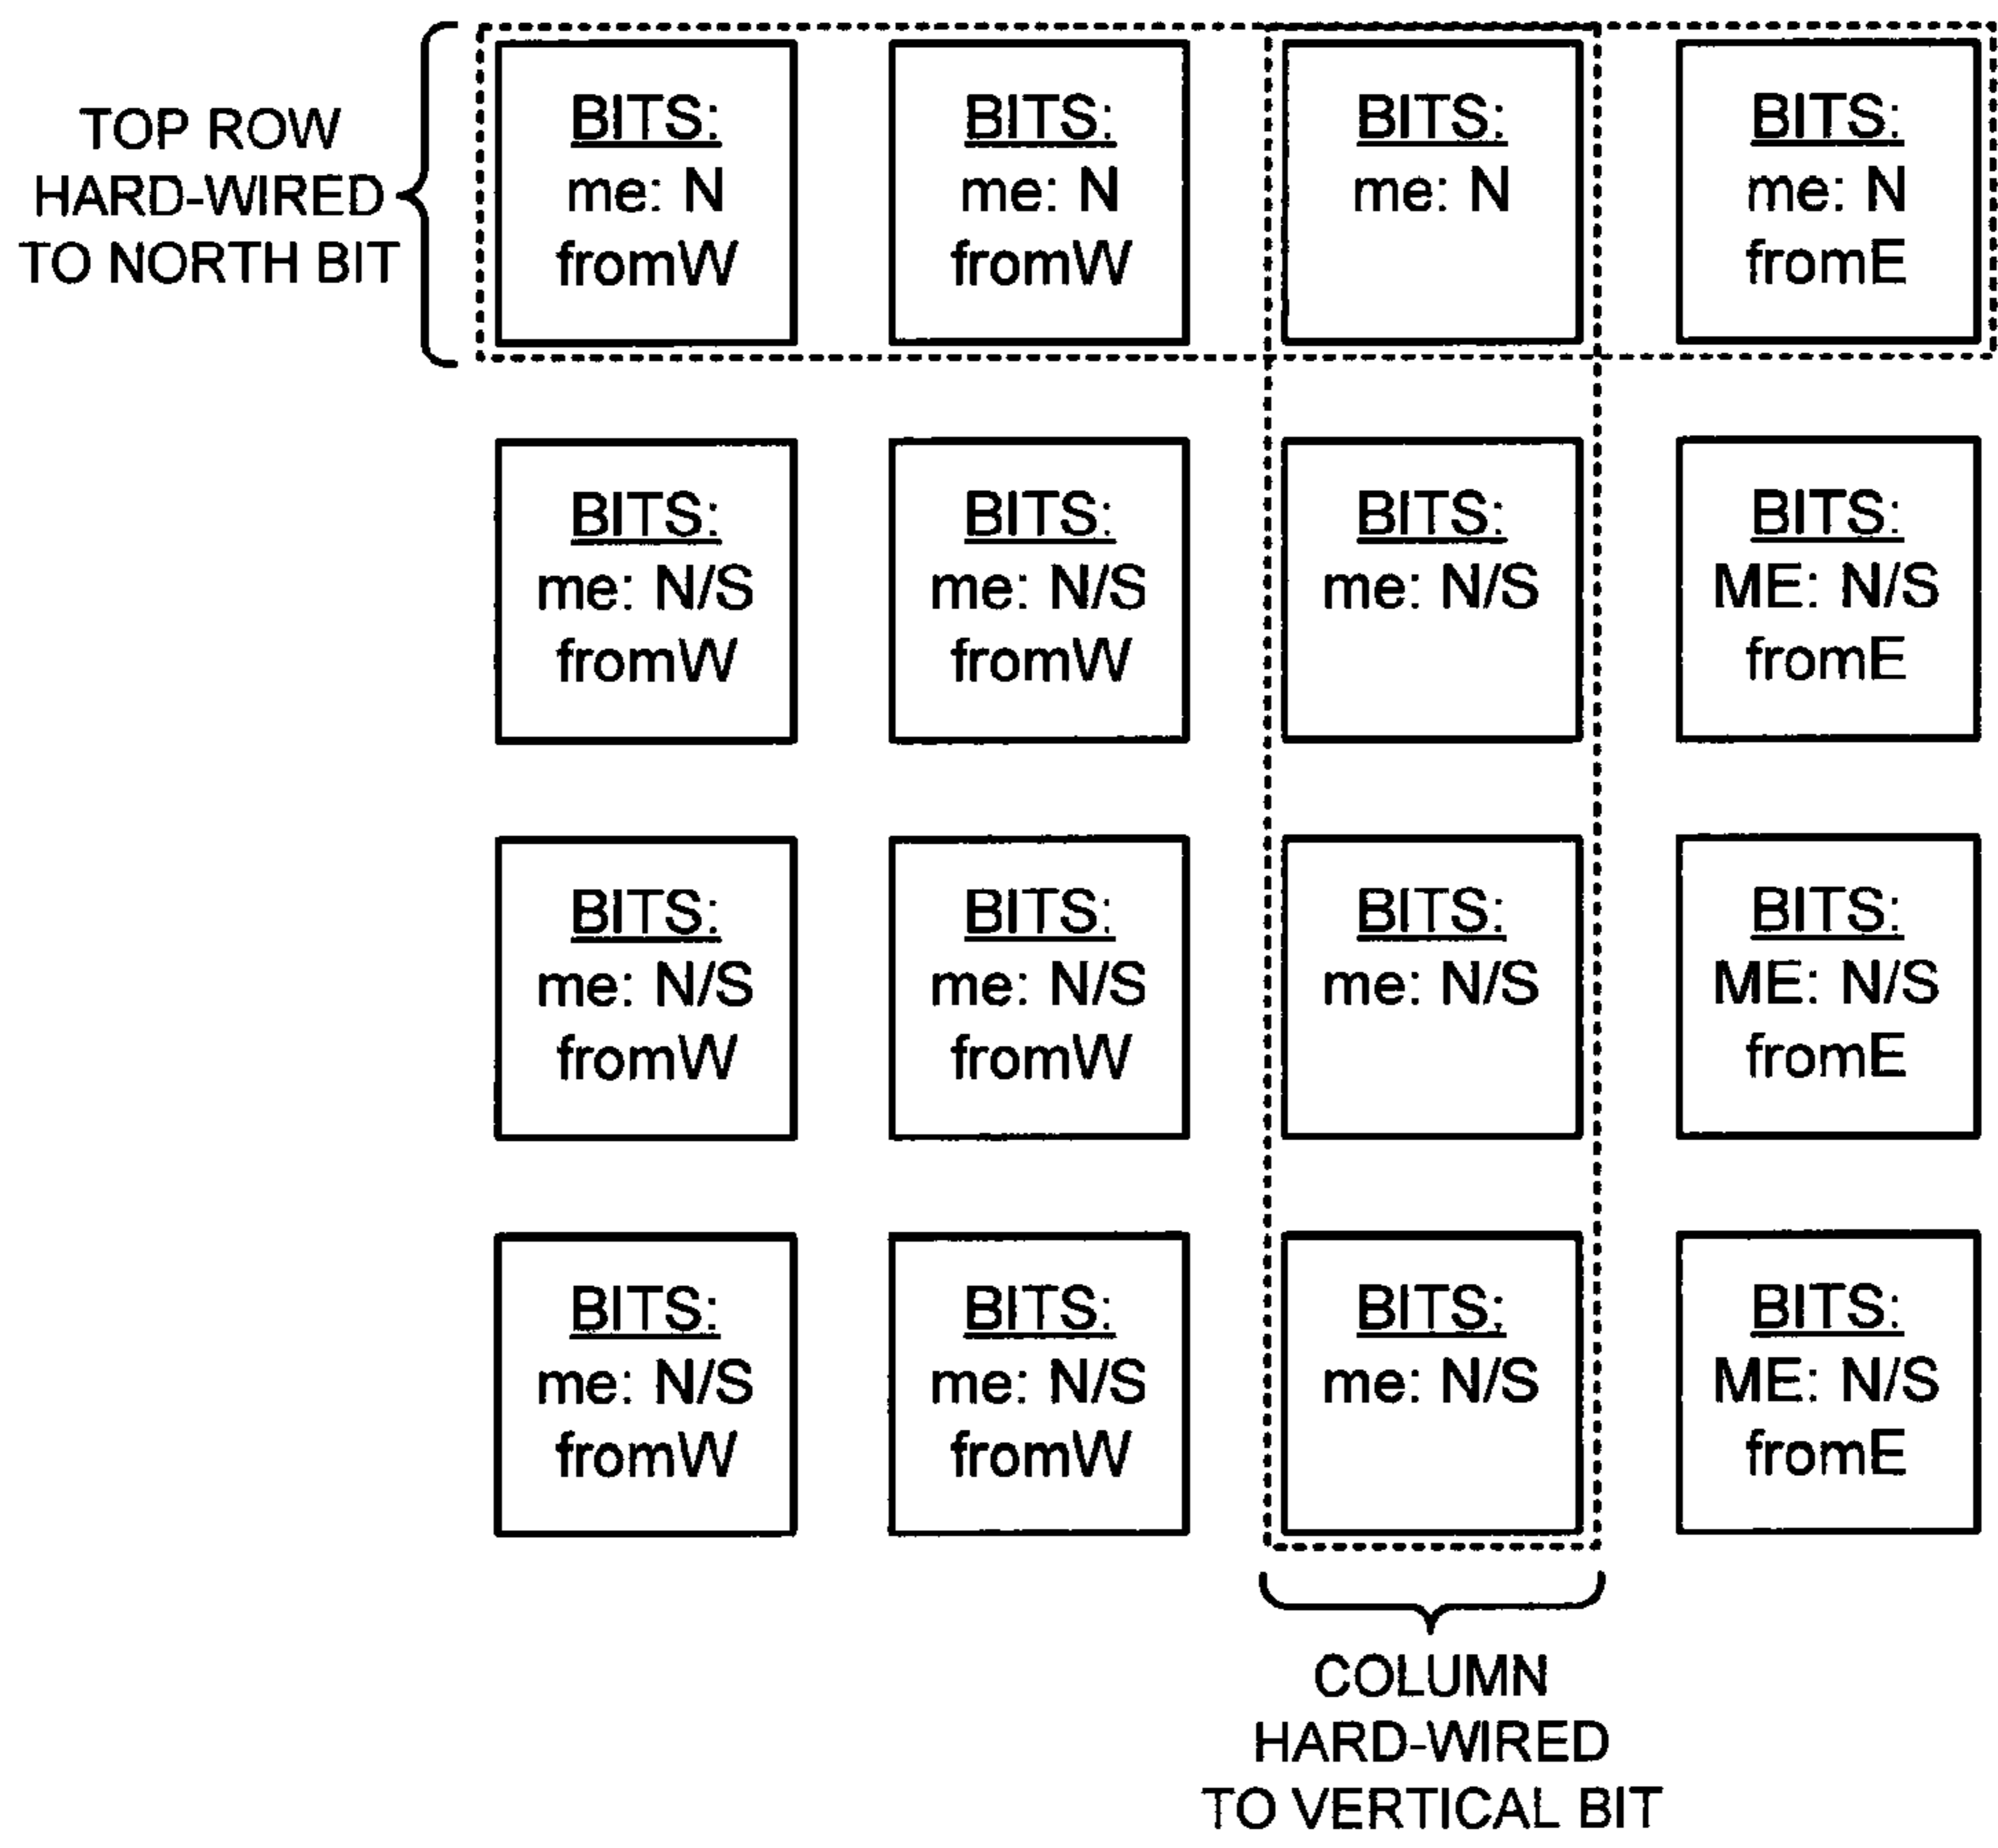 TOP ROW
HARD-WIRED
TO NORTH BIT
BITS:
me: N
fromW
BITS:
me: N
fromW
BITS:
me: N
BITS:
me: N
fromE
BITS:
me: N/S
fromW
BITS:
me: N/S
fromW
BITS:
me: N/S
BITS:
ME: N/S
fromE
BITS:
me: N/S
fromW
BITS:
me: N/S
fromW
BITS:
me: N/S
BITS:
ME: N/S
fromE
BITS:
me: N/S
fromW
BITS:
me: N/S
fromW
BITS:
me: N/S
BITS:
ME: N/S
fromE
COLUMN
HARD-WIRED
TO VERTICAL BIT